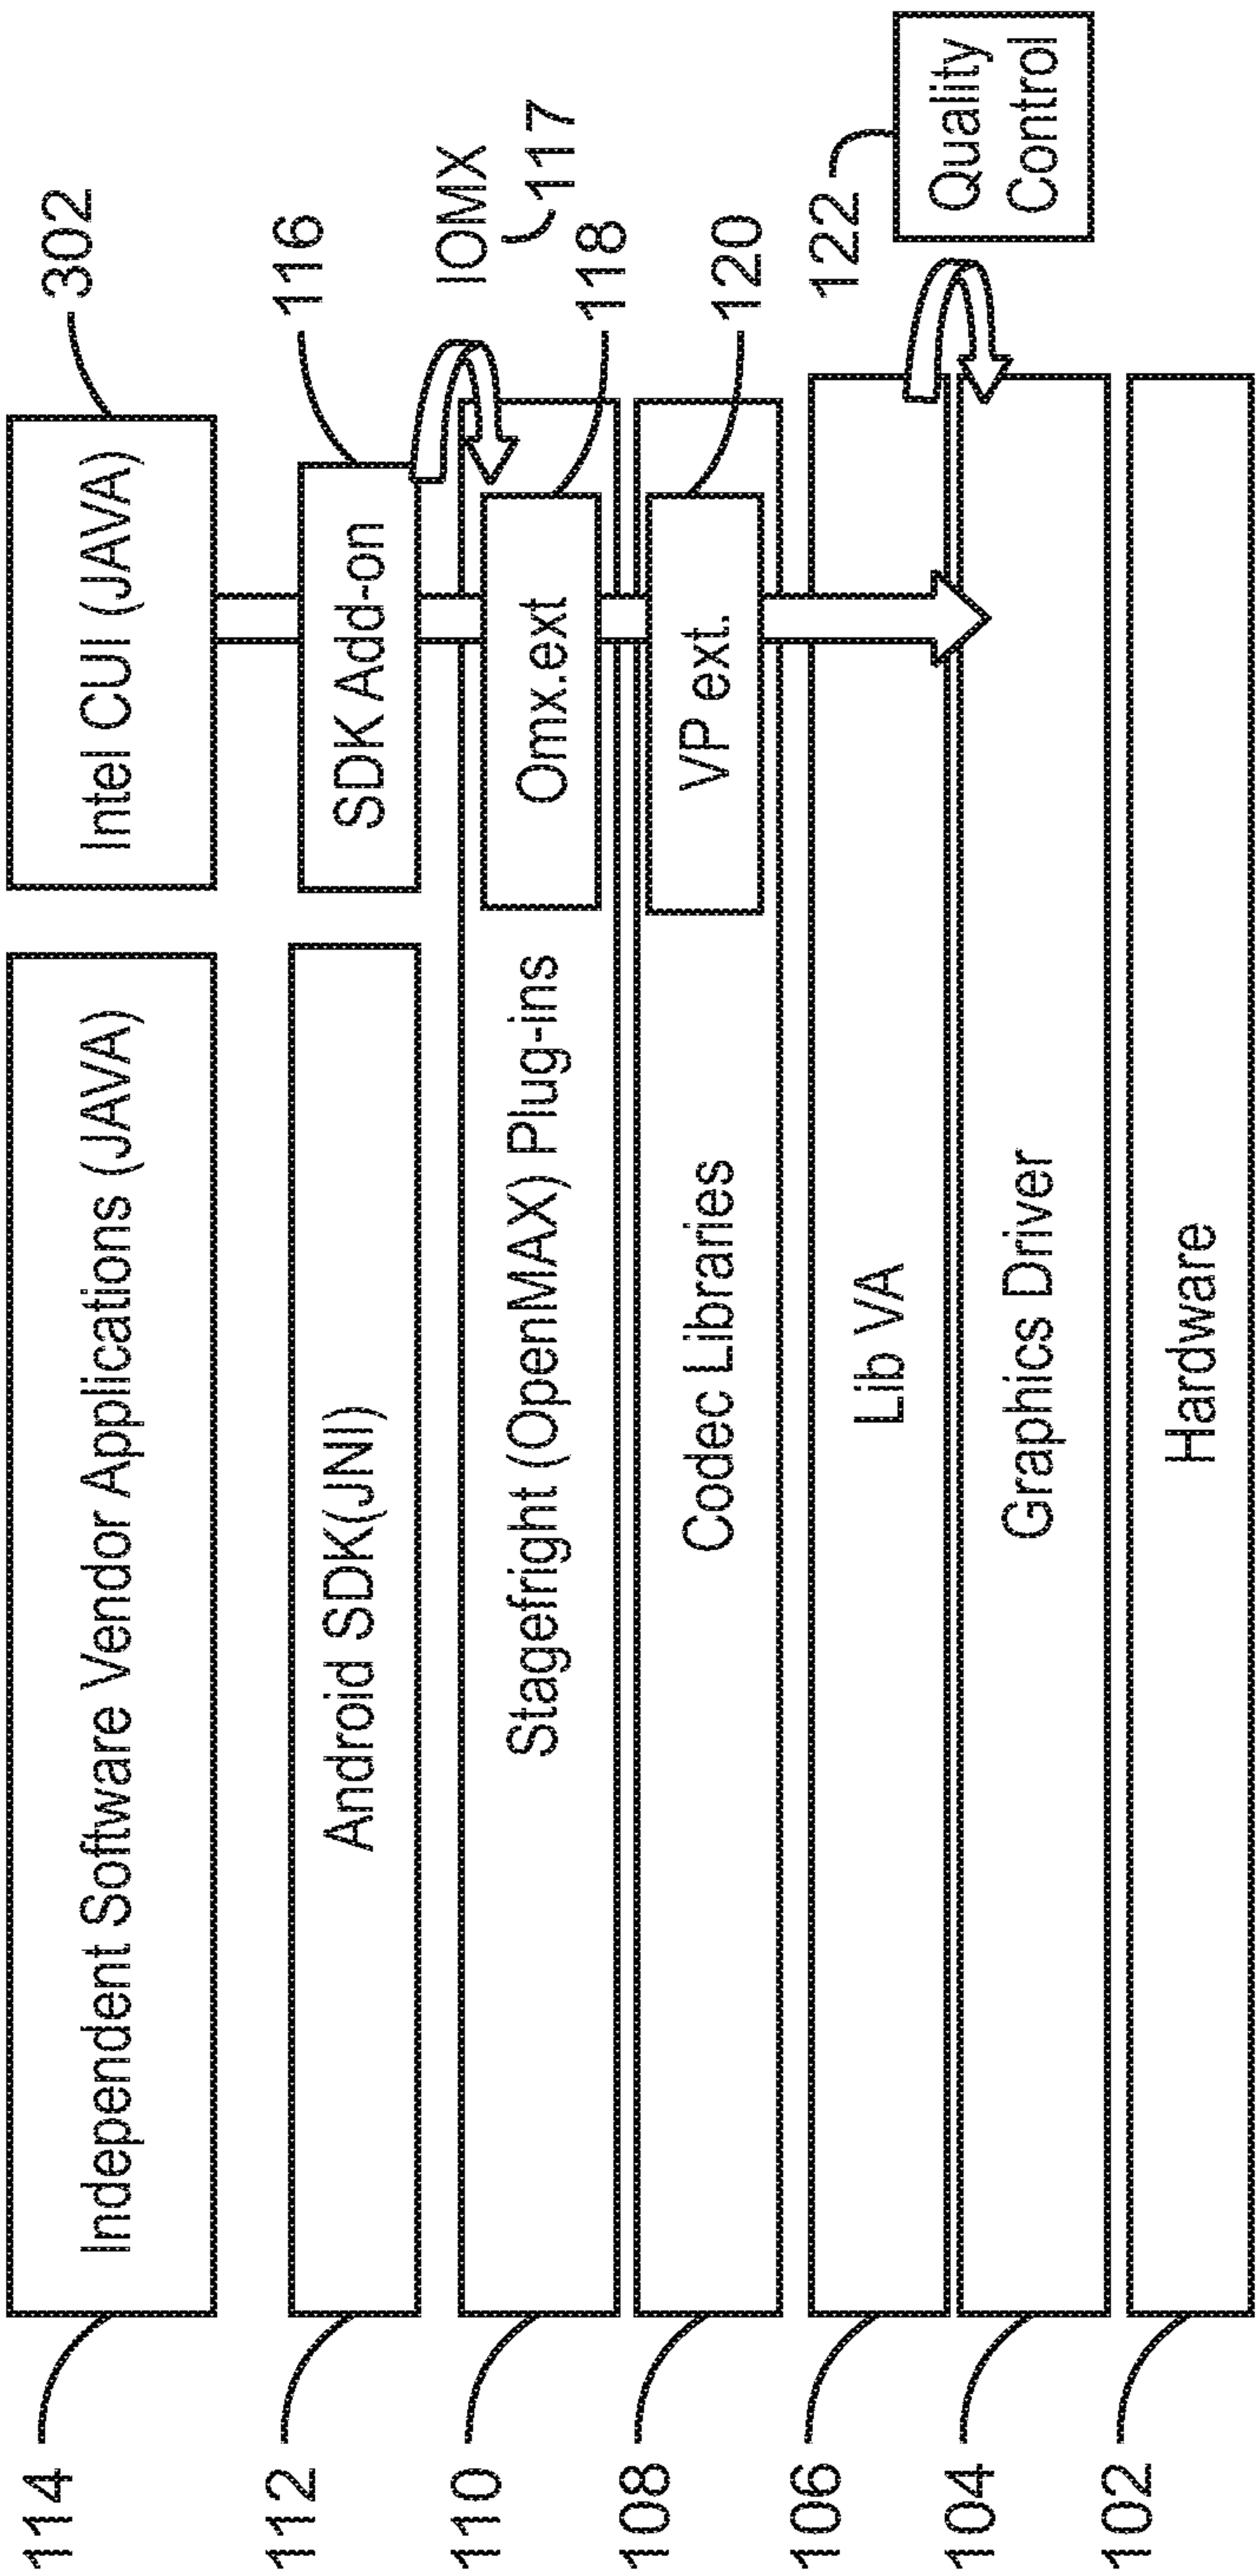 114
Independent Software Vendor Applications (JAVA)
Intel CUI (JAVA)
302
112
Android SDK(JNI)
SDK Add-on
116
IOMX
117
110
Stagefright (OpenMAX) Plug-ins
Omx.ext
118
108
Codec Libraries
VP ext.
120
106
Lib VA
122
Quality
Control
104
Graphics Driver
102
Hardware